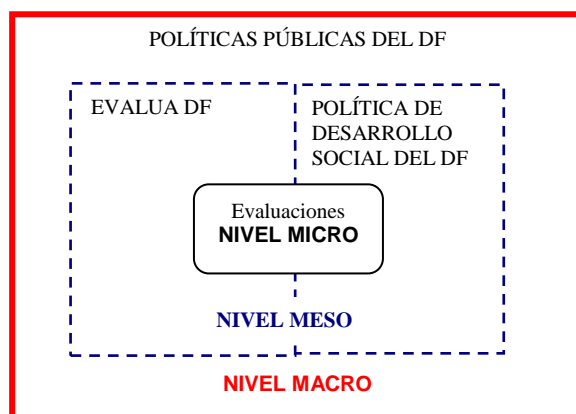 POLÍTICAS PÚBLICAS DEL DF
EVALUA DF
POLÍTICA DE
DESARROLLO
SOCIAL DEL DF
Evaluaciones
NIVEL MICRO
NIVEL MESO
NIVEL MACRO